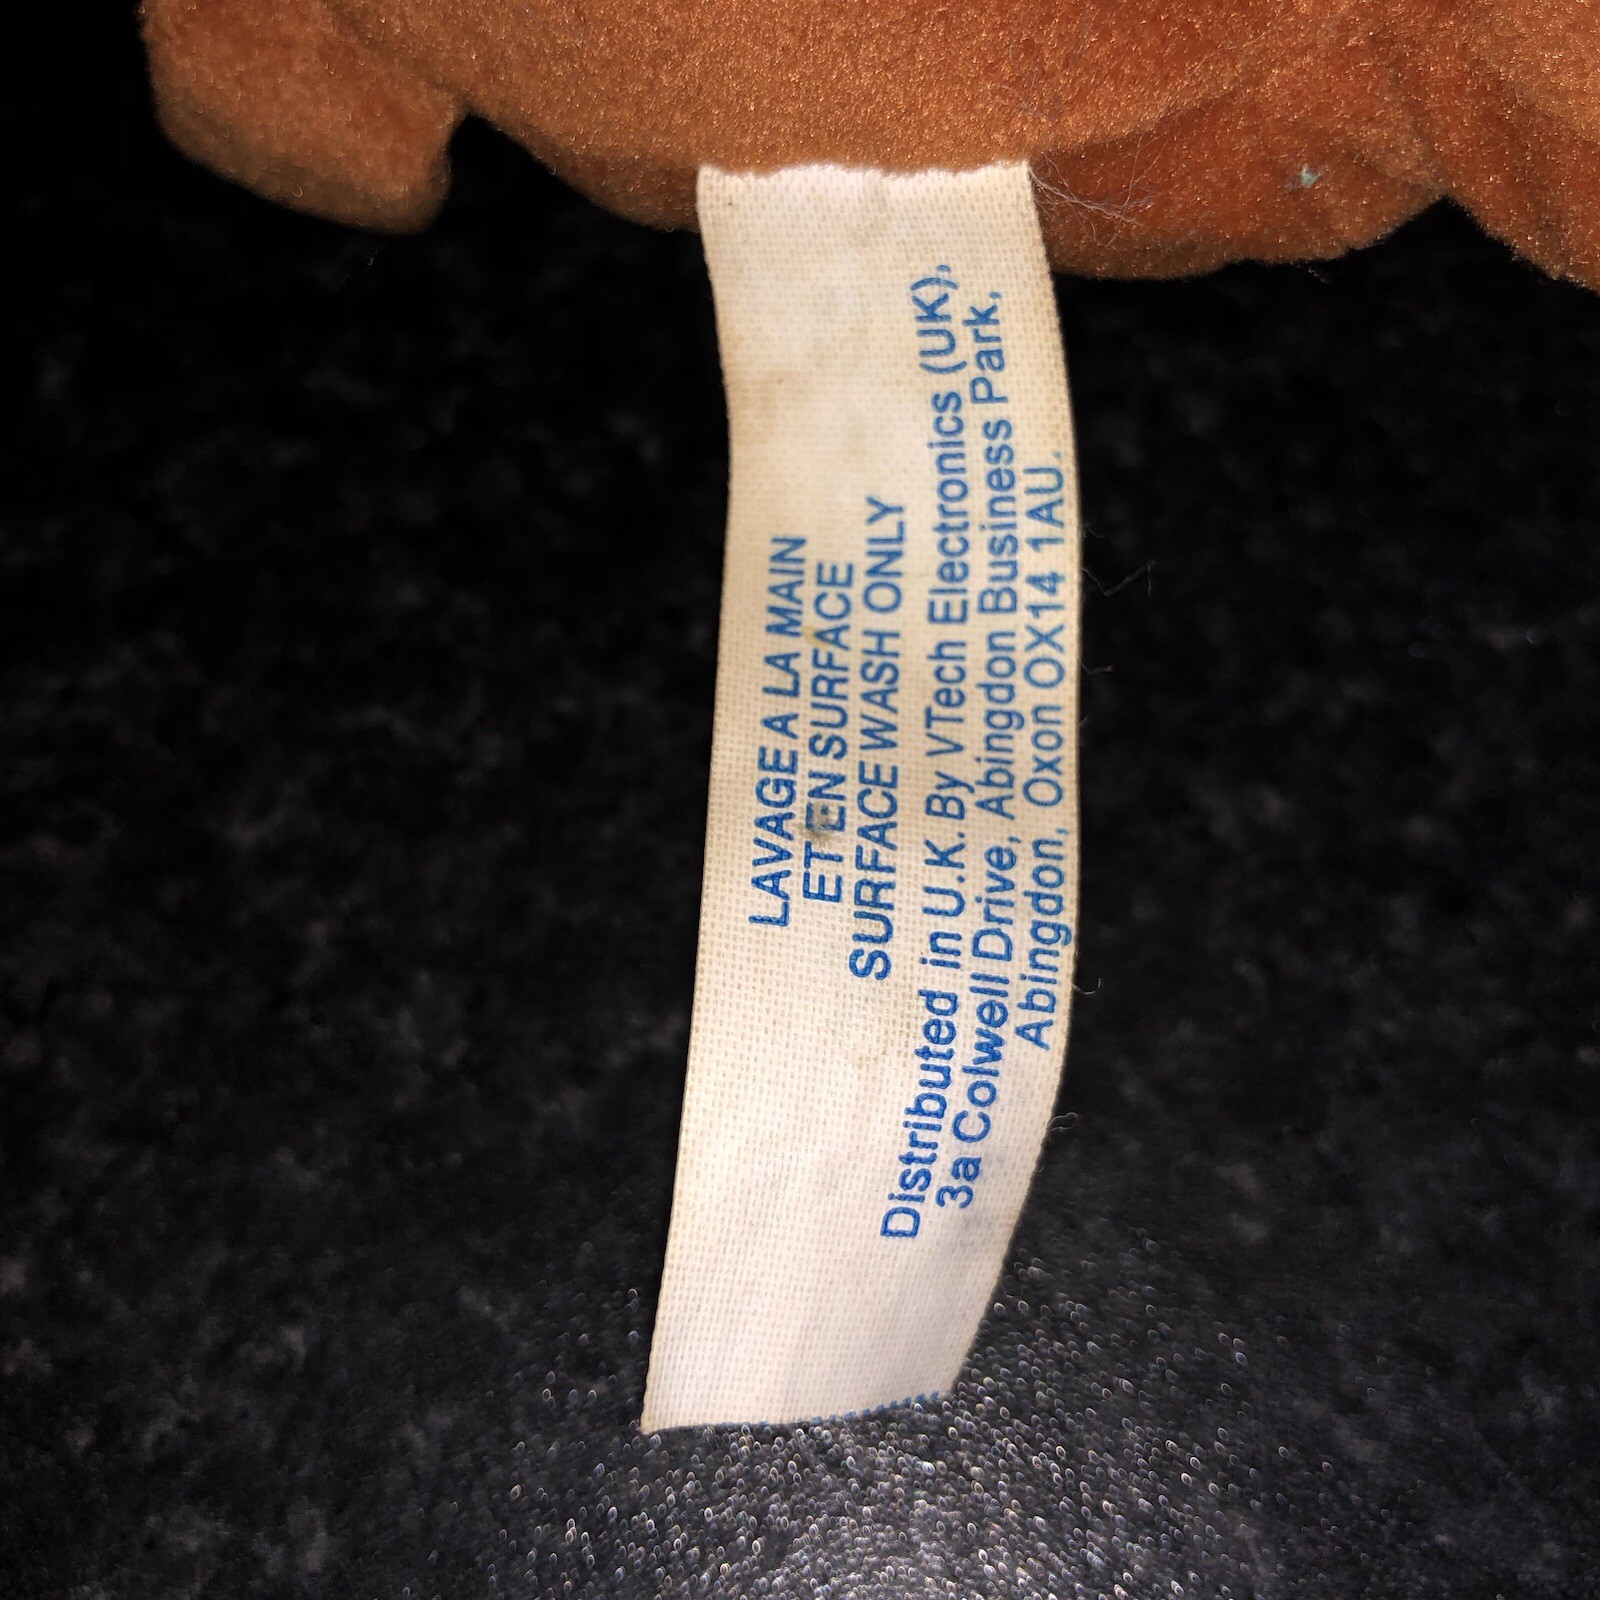 LAVAGE A LA MAIN
ET EN SURFACE
SURFACE WASH ONLY
Distributed in U.K. By VTech Electronics (UK),
3a Colwell Drive, Abingdon Business Park,
Abingdon, Oxon OX14 1AU.